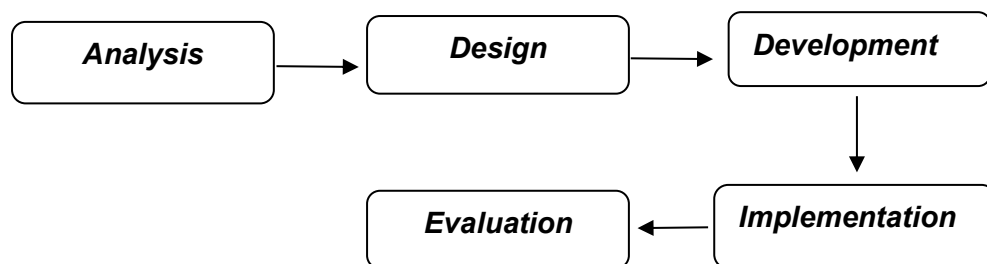 Analysis
Design
Development
Implementation
Evaluation